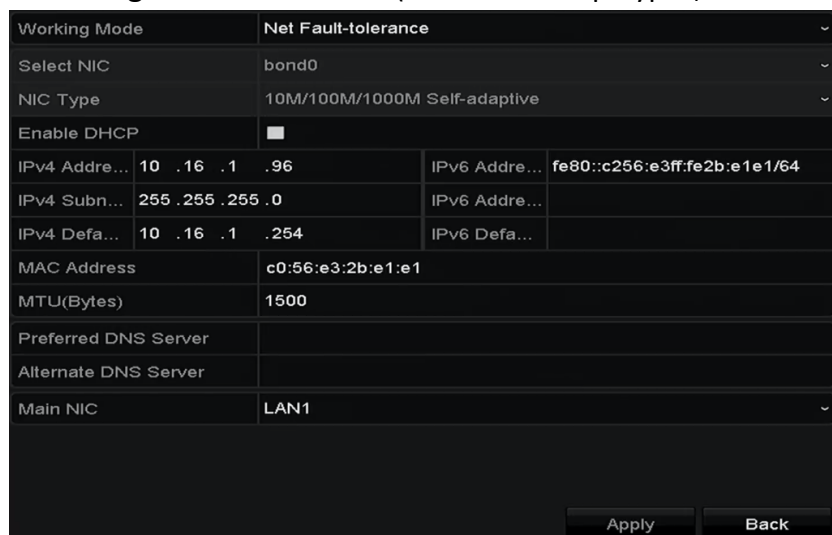 Working Mode Net Fault-tolerance
Select NIC bond0
NIC Type 10M/100M/1000M Self-adaptive
Enable DHCP
IPv4 Addre... 10 .16 .1 .96 IPv6 Addre... fe80::c256:e3ff:fe2b:e1e1/64
IPv4 Subn... 255.255.255.0 IPv6 Addre...
IPv4 Defa... 10 .16 .1 .254 IPv6 Defa...
MAC Address c0:56:e3:2b:e1:e1
MTU(Bytes) 1500
Preferred DNS Server
Alternate DNS Server
Main NIC LAN1
Apply Back